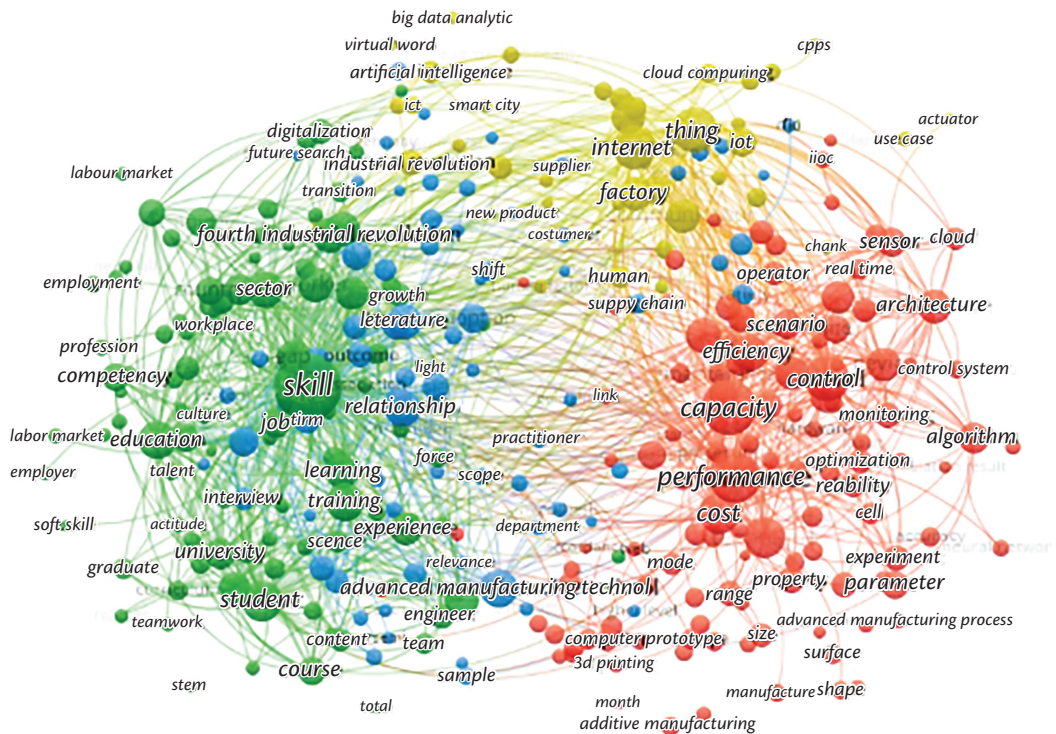 big data analytic
virtual word
cpps
artificial intelligence
cloud compuring
ict
smart city
actuator
digitalization
thing
use case
future search
internet
iot
industrial revolution
supplier
iioc
labour market
transition
factory
new product
fourth industrial revolution
costumer
chank
sensor
cloud
shift
human
operator
real time
employment
sector
growth
suppy chain
architecture
workplace
leterature
scenario
profession
gap outcome
efficiency
competency
light
control
control system
skill
link
culture
relationship
capacity
monitoring
job
tirm
labor market
education
practitioner
algorithm
force
optimization
employer
talent
learning
scope
performance
reability
interview
training
soft skill
actitude
experience
department
cost
cell
scence
university
relevance
mode
experiment
graduate
advanced manufacturing technoll
property
parameter
student
range
engineer
teamwork
advanced manufacturing process
content
team
computer prototype
size
course
3d printing
surface
sample
stem
manufacture
shape
total
month
additive manufacturing